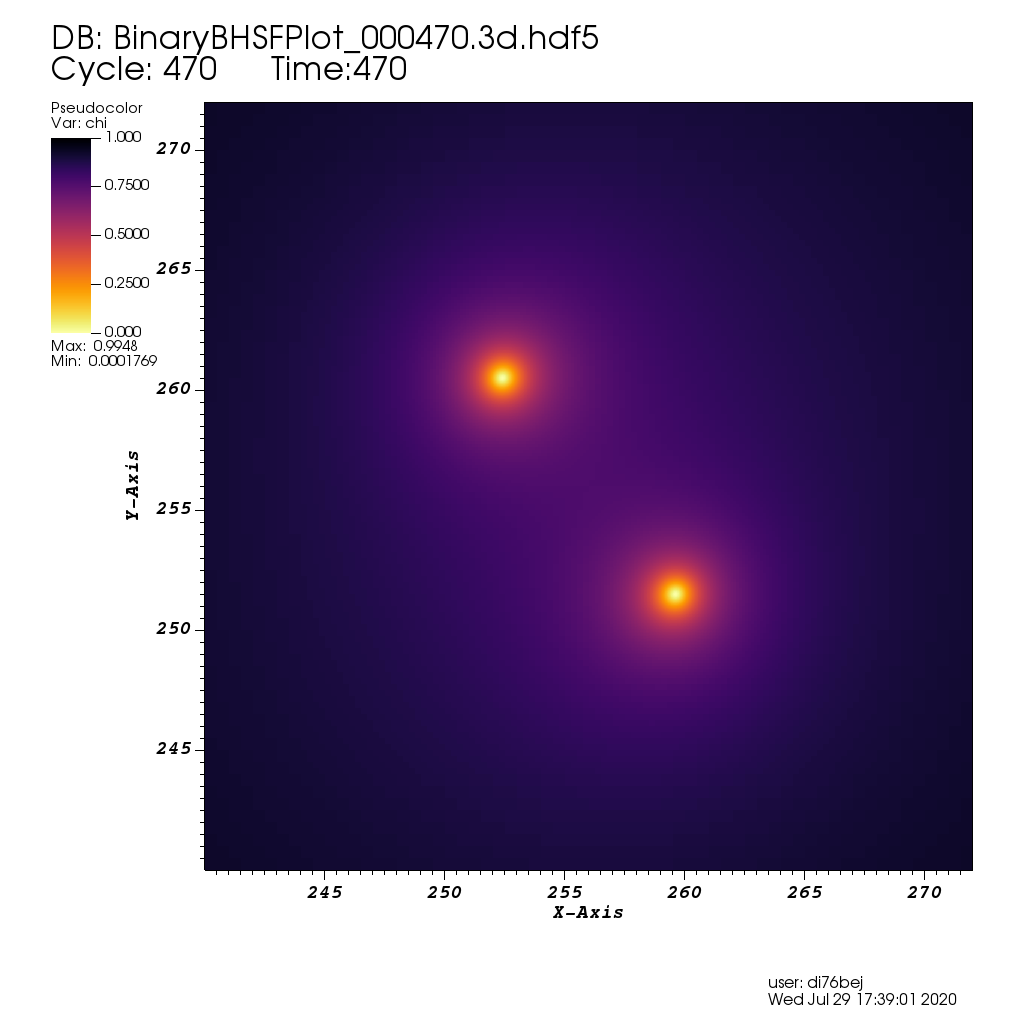 DB: BinaryBHSFPlot_000470.3d.hdf5
Cycle: 470 Time:470
Pseudocolor
Var: chi
1.000
0.7500
0.5000
0.2500
0.000
Max: 0.9948
Min: 0.0001769
270
265
260
255
250
245
Y-Axis
245 250 255 260 265 270
X-Axis
user: di76bej
Wed Jul 29 17:39:01 2020